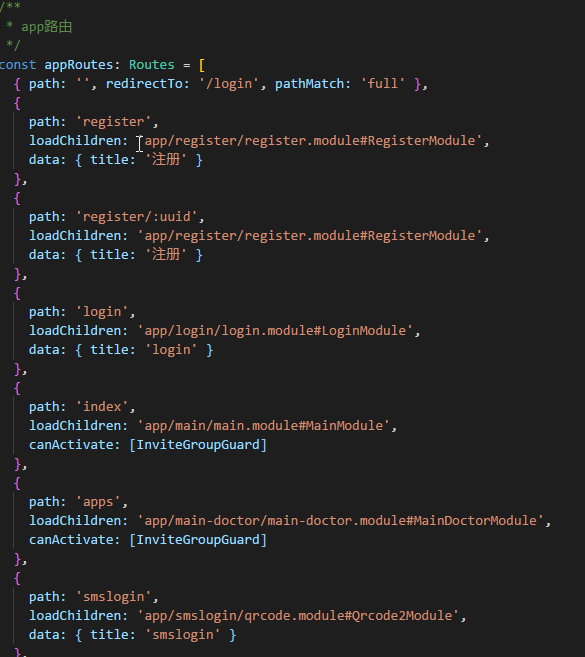 /**
 * app路由
 */
const appRoutes: Routes = [
  { path: '', redirectTo: '/login', pathMatch: 'full' },
  {
    path: 'register',
    loadChildren: 'app/register/register.module#RegisterModule',
    data: { title: '注册' }
  },
  {
    path: 'register/:uuid',
    loadChildren: 'app/register/register.module#RegisterModule',
    data: { title: '注册' }
  },
  {
    path: 'login',
    loadChildren: 'app/login/login.module#LoginModule',
    data: { title: 'login' }
  },
  {
    path: 'index',
    loadChildren: 'app/main/main.module#MainModule',
    canActivate: [InviteGroupGuard]
  },
  {
    path: 'apps',
    loadChildren: 'app/main-doctor/main-doctor.module#MainDoctorModule',
    canActivate: [InviteGroupGuard]
  },
  {
    path: 'smslogin',
    loadChildren: 'app/smslogin/qrcode.module#Qrcode2Module',
    data: { title: 'smslogin' }
  },